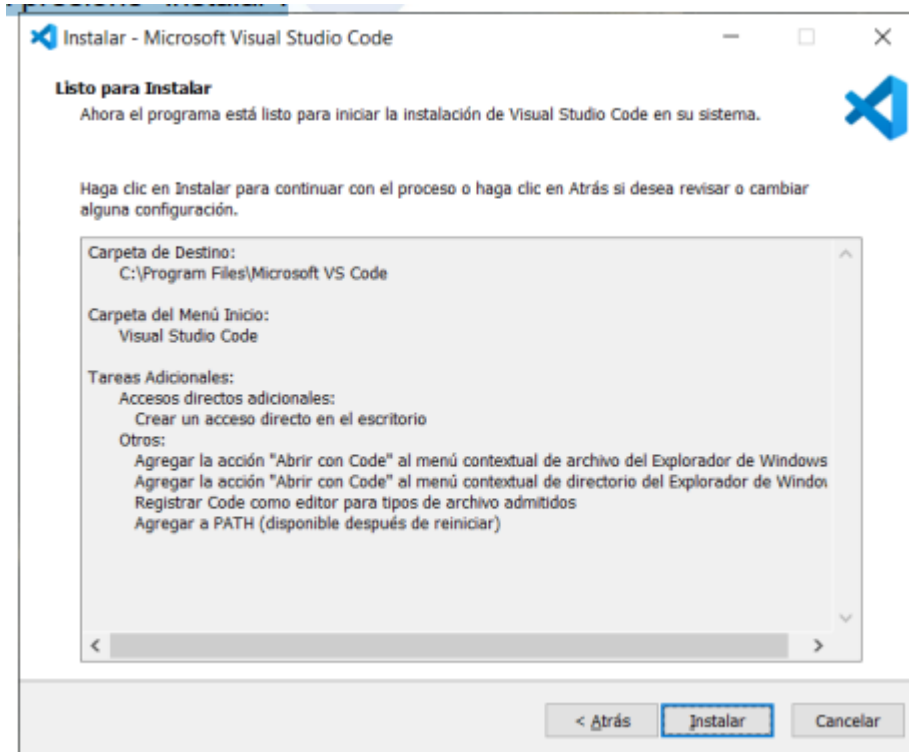 presione "Instalar".
Instalar - Microsoft Visual Studio Code
Listo para Instalar
Ahora el programa está listo para iniciar la instalación de Visual Studio Code en su sistema.
Haga clic en Instalar para continuar con el proceso o haga clic en Atrás si desea revisar o cambiar
alguna configuración.
Carpeta de Destino:
C:\Program Files\Microsoft VS Code
Carpeta del Menú Inicio:
Visual Studio Code
Tareas Adicionales:
Accesos directos adicionales:
Crear un acceso directo en el escritorio
Otros:
Agregar la acción "Abrir con Code" al menú contextual de archivo del Explorador de Windows
Agregar la acción "Abrir con Code" al menú contextual de directorio del Explorador de Window
Registrar Code como editor para tipos de archivo admitidos
Agregar a PATH (disponible después de reiniciar)
< Atrás
Instalar
Cancelar